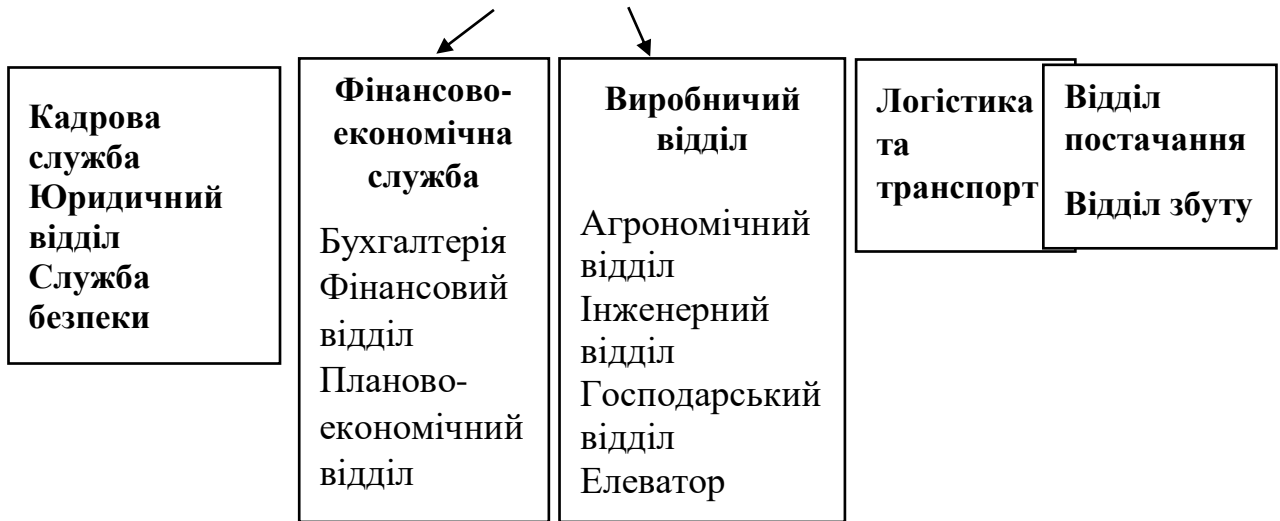 Кадрова
служба
Юридичний
відділ
Служба
безпеки
Фінансово-
економічна
служба
Бухгалтерія
Фінансовий
відділ
Планово-
економічний
відділ
Виробничий
відділ
Агрономічний
відділ
Інженерний
відділ
Господарський
відділ
Елеватор
Логістика
та
транспорт
Відділ
постачання
Відділ збуту